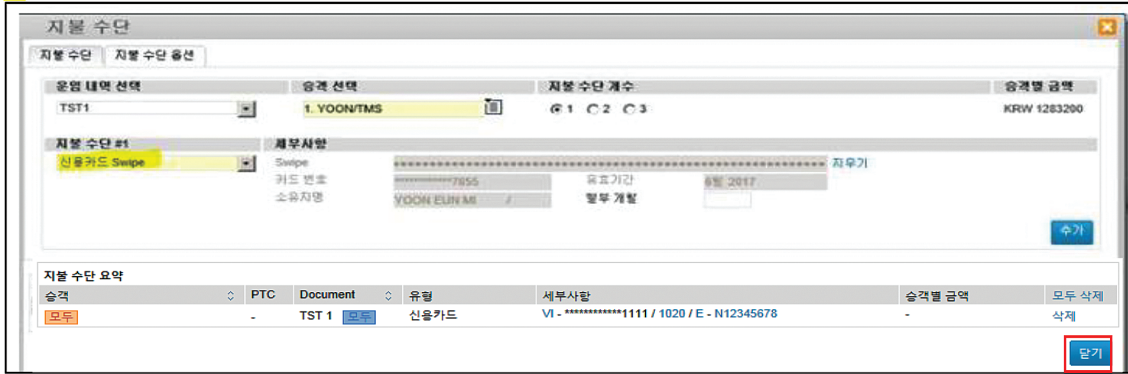 지불 수단
지불 수단 지불 수단 옵션
운임 내역 선택 승객 선택 지불 수단 개수 승객별 금액
TST1 1. YOON/TMS 1 2 3 KRW 1283200
지불 수단 #1 세부사항
신용카드 Swipe Swipe ************************************************************ 지우기
카드 번호 ************7655 유효기간 6월 2017
소유자명 YOON EUN MI / 할부 개월
추가
지불 수단 요약
승객 PTC Document 유형 세부사항 승객별 금액 모두 삭제
모두 - TST 1 모두 신용카드 VI - ************1111 / 1020 / E - N12345678 - 삭제
닫기